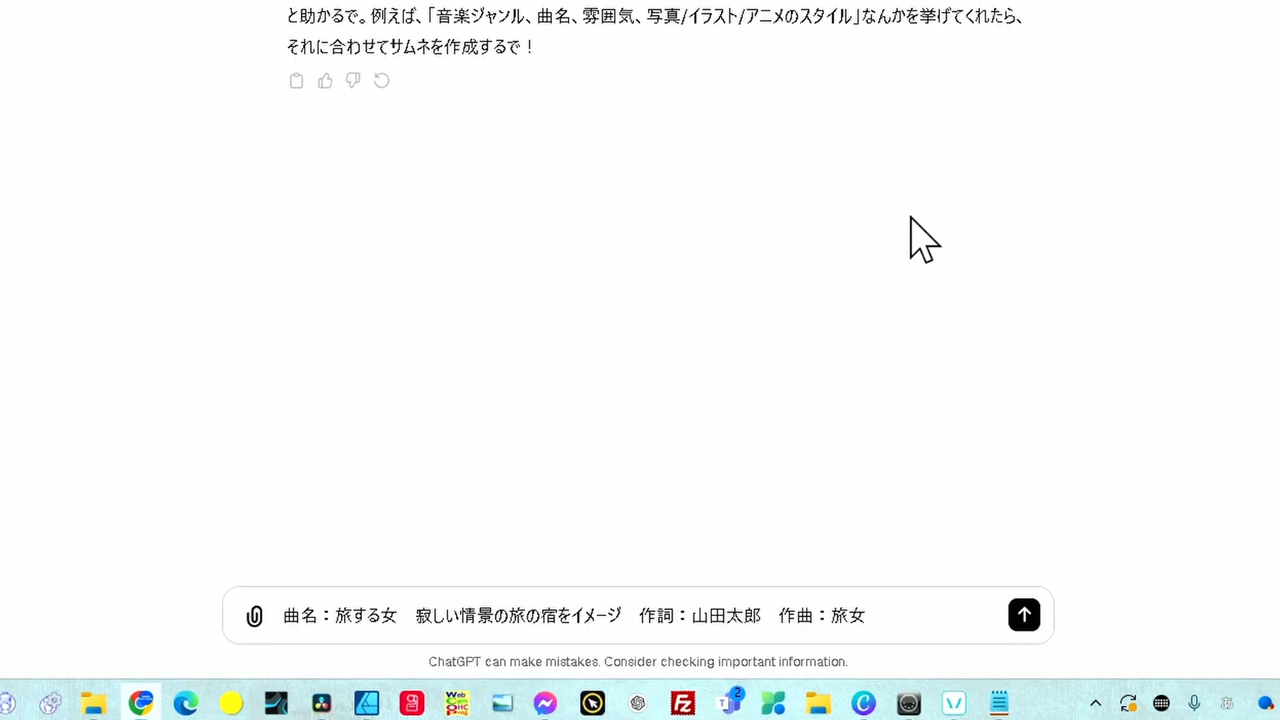 と助かるで。例えば、「音楽ジャンル、曲名、雰囲気、写真/イラスト/アニメのスタイル」なんかを挙げてくれたら、
それに合わせてサムネを作成するで！
曲名：旅する女　寂しい情景の旅の宿をイメージ　作詞：山田太郎　作曲：旅女
ChatGPT can make mistakes. Consider checking important information.
2